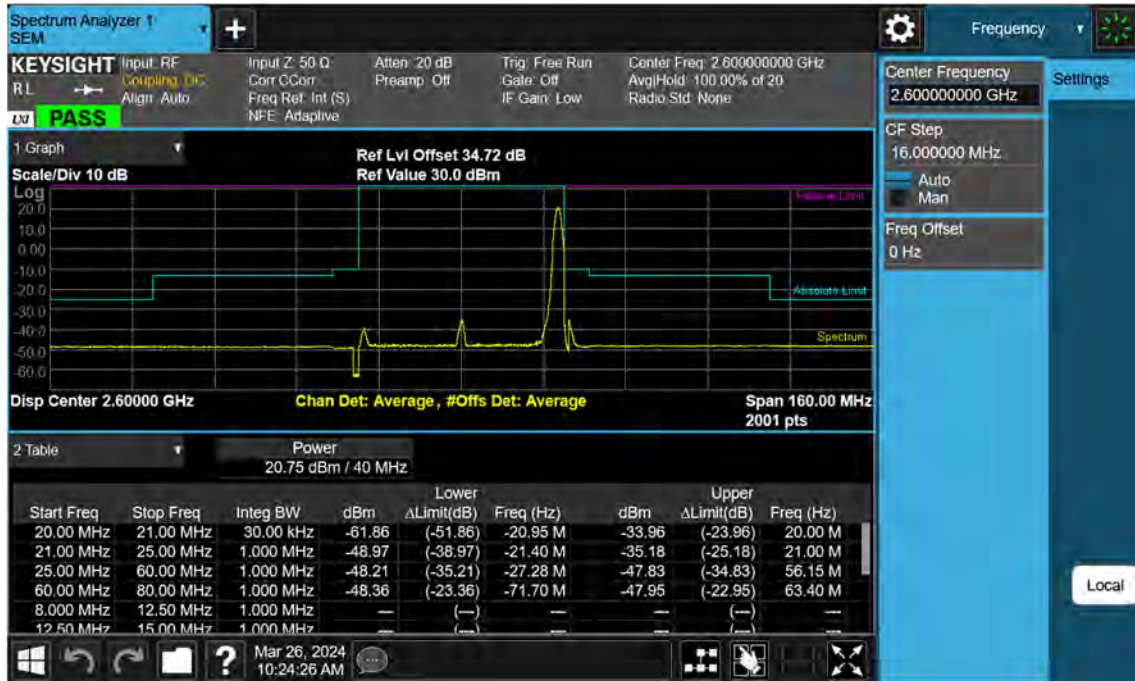 Spectrum Analyzer 1
SEM
+
Frequency
KEYSIGHT Input: RF Input Z: 50 Ω Atten: 20 dB Trig: Free Run Center Freq: 2.600000000 GHz
Coupling: DC Corr CCorr Preamp: Off Gate: Off Avg|Hold: 100.00% of 20
RL Align: Auto Freq Ref: Int (S) IF Gain: Low Radio Std: None
NFE: Adaptive
LXI PASS
Center Frequency
2.600000000 GHz
Settings
CF Step
16.000000 MHz
Auto
Man
Freq Offset
0 Hz
1 Graph
Scale/Div 10 dB
Ref Lvl Offset 34.72 dB
Ref Value 30.0 dBm
Log
20.0
10.0
0.00
-10.0
-20.0
-30.0
-40.0
-50.0
-60.0
Relative Limit
Absolute Limit
Spectrum
Disp Center 2.60000 GHz Chan Det: Average , #Offs Det: Average Span 160.00 MHz
2001 pts
2 Table
Power
20.75 dBm / 40 MHz
Lower Upper
Start Freq Stop Freq Integ BW dBm ΔLimit(dB) Freq (Hz) dBm ΔLimit(dB) Freq (Hz)
20.00 MHz 21.00 MHz 30.00 kHz -61.86 (-51.86) -20.95 M -33.96 (-23.96) 20.00 M
21.00 MHz 25.00 MHz 1.000 MHz -48.97 (-38.97) -21.40 M -35.18 (-25.18) 21.00 M
25.00 MHz 60.00 MHz 1.000 MHz -48.21 (-35.21) -27.28 M -47.83 (-34.83) 56.15 M
60.00 MHz 80.00 MHz 1.000 MHz -48.36 (-23.36) -71.70 M -47.95 (-22.95) 63.40 M
8.000 MHz 12.50 MHz 1.000 MHz --- (---) --- --- (---) ---
12.50 MHz 15.00 MHz 1.000 MHz --- (---) --- --- (---) ---
Local
?
Mar 26, 2024
10:24:26 AM